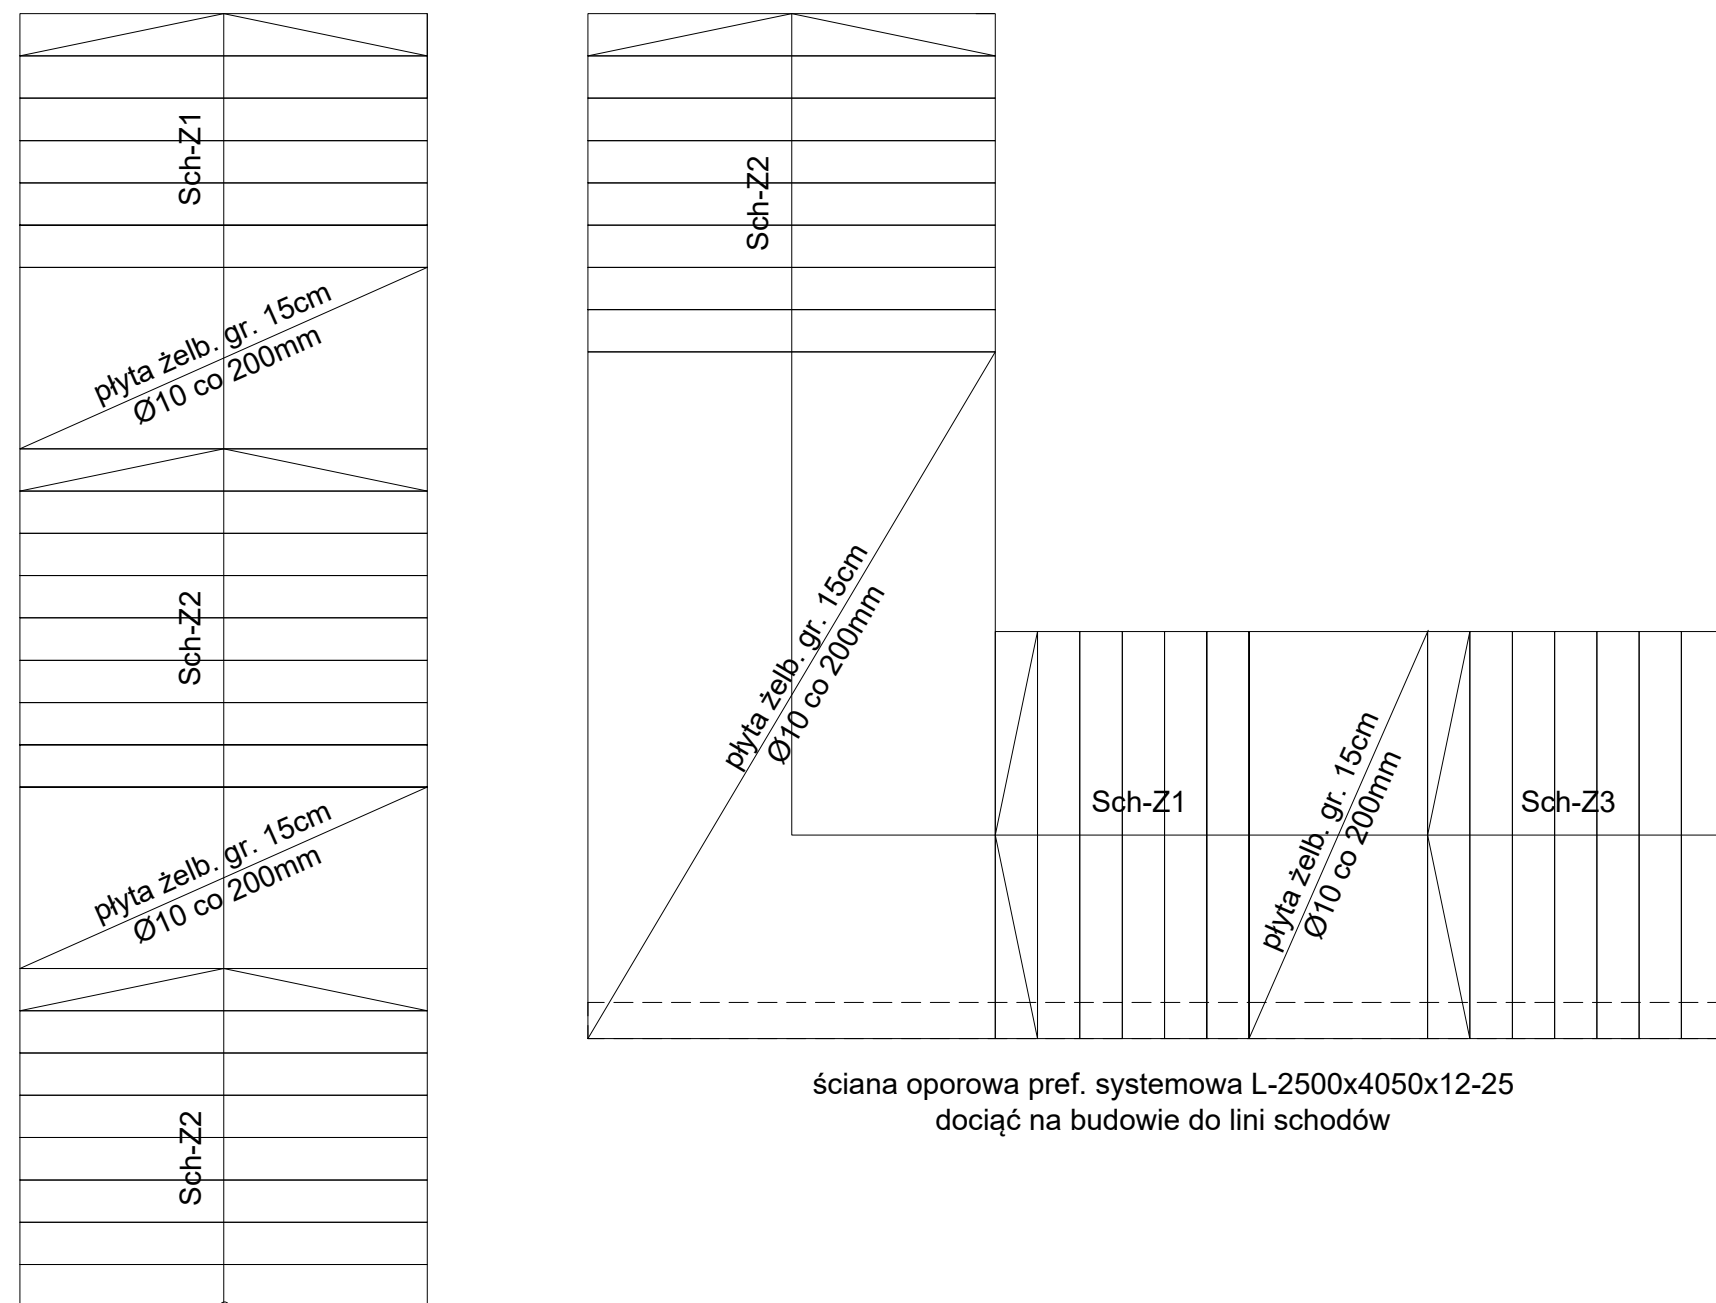 Sch-Z1
płyta żelb. gr. 15cm
Ø10 co 200mm
Sch-Z2
płyta żelb. gr. 15cm
Ø10 co 200mm
Sch-Z2
Sch-Z2
płyta żelb. gr. 15cm
Ø10 co 200mm
Sch-Z1
płyta żelb. gr. 15cm
Ø10 co 200mm
Sch-Z3
ściana oporowa pref. systemowa L-2500x4050x12-25
dociąć na budowie do lini schodów